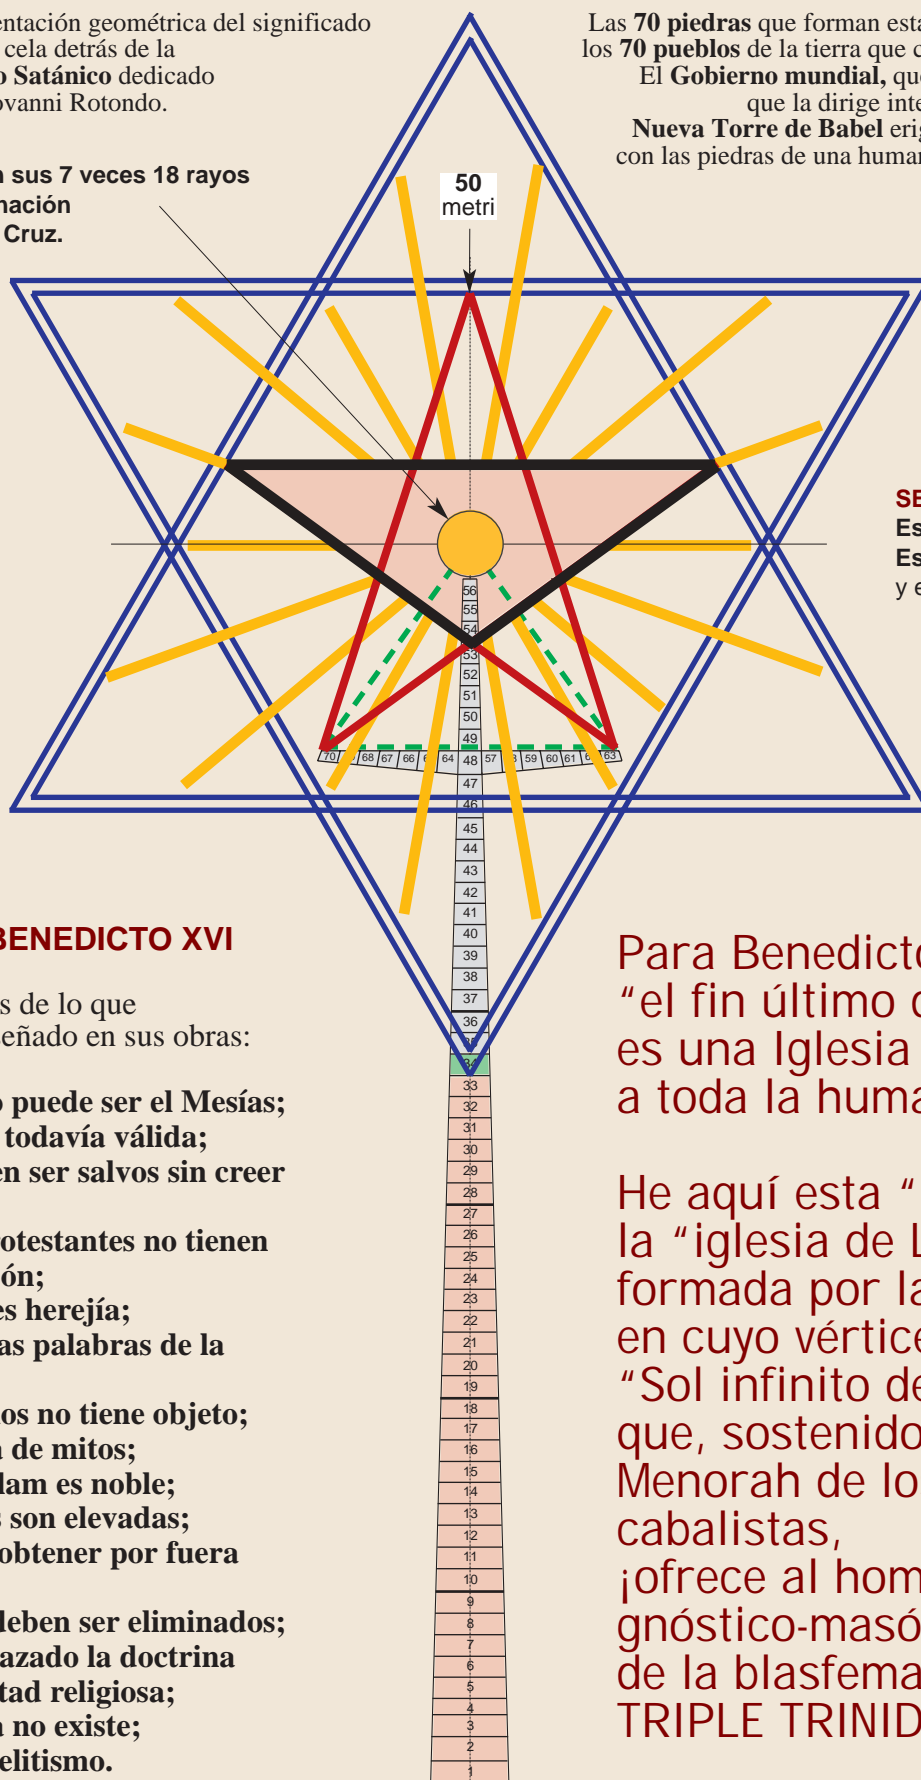 entación geométrica del significado
cela detrás de la
o Satánico dedicado
ovanni Rotondo.
Las 70 piedras que forman esta
los 70 pueblos de la tierra que c
El Gobierno mundial, que
que la dirige inte
Nueva Torre de Babel erig
con las piedras de una human
n sus 7 veces 18 rayos
nación
Cruz.
50
metri
SE
Es
Es
y e
56
55
54
53
52
51
50
49
70 68 67 66 64 48 57 59 60 61 63
47
46
45
44
43
42
41
40
39
38
37
36
35
34
33
32
31
30
29
28
27
26
25
24
23
22
21
20
19
18
17
16
15
14
13
12
11
10
9
8
7
6
5
4
3
2
1
BENEDICTO XVI
s de lo que
señado en sus obras:
o puede ser el Mesías;
todavía válida;
en ser salvos sin creer
rotestantes no tienen
ón;
es herejía;
as palabras de la
los no tiene objeto;
a de mitos;
lam es noble;
s son elevadas;
obtener por fuera
deben ser eliminados;
azado la doctrina
tad religiosa;
a no existe;
elitismo.
Para Benedicto
“el fin último d
es una Iglesia
a toda la huma
He aquí esta “
la “iglesia de L
formada por la
en cuyo vértice
“Sol infinito de
que, sostenido
Menorah de lo
cabalistas,
¡ofrece al hom
gnóstico-masó
de la blasfema
TRIPLE TRINID